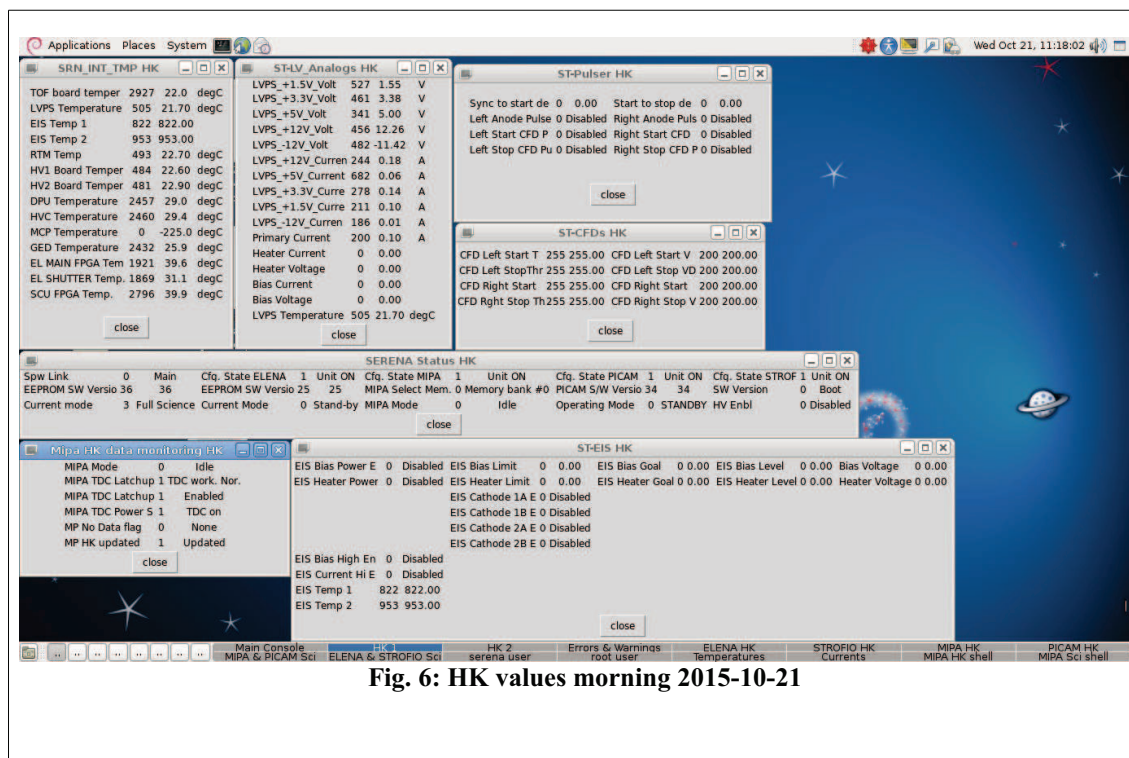 Applications Places System Wed Oct 21, 11:18:02
SRN_INT_TMP HK
TOF board temper 2927 22.0 degC
LVPS Temperature 505 21.70 degC
EIS Temp 1 822 822.00
EIS Temp 2 953 953.00
RTM Temp 493 22.70 degC
HV1 Board Temper 484 22.60 degC
HV2 Board Temper 481 22.90 degC
DPU Temperature 2457 29.0 degC
HVC Temperature 2460 29.4 degC
MCP Temperature 0 -225.0 degC
GED Temperature 2432 25.9 degC
EL MAIN FPGA Tem 1921 39.6 degC
EL SHUTTER Temp. 1869 31.1 degC
SCU FPGA Temp. 2796 39.9 degC
close
ST-LV_Analogs HK
LVPS_+1.5V_Volt 527 1.55 V
LVPS_+3.3V_Volt 461 3.38 V
LVPS_+5V_Volt 341 5.00 V
LVPS_+12V_Volt 456 12.26 V
LVPS_-12V_Volt 482 -11.42 V
LVPS_+12V_Curren 244 0.18 A
LVPS_+5V_Current 682 0.06 A
LVPS_+3.3V_Curre 278 0.14 A
LVPS_+1.5V_Curre 211 0.10 A
LVPS_-12V_Curren 186 0.01 A
Primary Current 200 0.10 A
Heater Current 0 0.00
Heater Voltage 0 0.00
Bias Current 0 0.00
Bias Voltage 0 0.00
LVPS Temperature 505 21.70 degC
close
ST-Pulser HK
Sync to start de 0 0.00 Start to stop de 0 0.00
Left Anode Pulse 0 Disabled Right Anode Puls 0 Disabled
Left Start CFD P 0 Disabled Right Start CFD 0 Disabled
Left Stop CFD Pu 0 Disabled Right Stop CFD P 0 Disabled
close
ST-CFDs HK
CFD Left Start T 255 255.00 CFD Left Start V 200 200.00
CFD Left StopThr 255 255.00 CFD Left Stop VD 200 200.00
CFD Right Start 255 255.00 CFD Right Start 200 200.00
CFD Rght Stop Th 255 255.00 CFD Rght Stop V 200 200.00
close
SERENA Status HK
Spw Link 0 Main Cfq. State ELENA 1 Unit ON Cfq. State MIPA 1 Unit ON Cfq. State PICAM 1 Unit ON Cfq. State STROF 1 Unit ON
EEPROM SW Versio 36 36 EEPROM SW Versio 25 25 MIPA Select Mem. 0 Memory bank #0 PICAM S/W Versio 34 34 SW Version 0 Boot
Current mode 3 Full Science Current Mode 0 Stand-by MIPA Mode 0 Idle Operating Mode 0 STANDBY HV Enbl 0 Disabled
close
Mipa HK data monitoring HK
MIPA Mode 0 Idle
MIPA TDC Latchup 1 TDC work. Nor.
MIPA TDC Latchup 1 Enabled
MIPA TDC Power S 1 TDC on
MP No Data flag 0 None
MP HK updated 1 Updated
close
ST-EIS HK
EIS Bias Power E 0 Disabled EIS Bias Limit 0 0.00 EIS Bias Goal 0 0.00 EIS Bias Level 0 0.00 Bias Voltage 0 0.00
EIS Heater Power 0 Disabled EIS Heater Limit 0 0.00 EIS Heater Goal 0 0.00 EIS Heater Level 0 0.00 Heater Voltage 0 0.00
EIS Cathode 1A E 0 Disabled
EIS Cathode 1B E 0 Disabled
EIS Cathode 2A E 0 Disabled
EIS Cathode 2B E 0 Disabled
EIS Bias High En 0 Disabled
EIS Current Hi E 0 Disabled
EIS Temp 1 822 822.00
EIS Temp 2 953 953.00
close
Main Console HK 1 HK 2 Errors & Warnings ELENA HK STROFIO HK MIPA HK PICAM HK
MIPA & PICAM Sci ELENA & STROFIO Sci serena user root user Temperatures Currents MIPA HK shell MIPA Sci shell
Fig. 6: HK values morning 2015-10-21